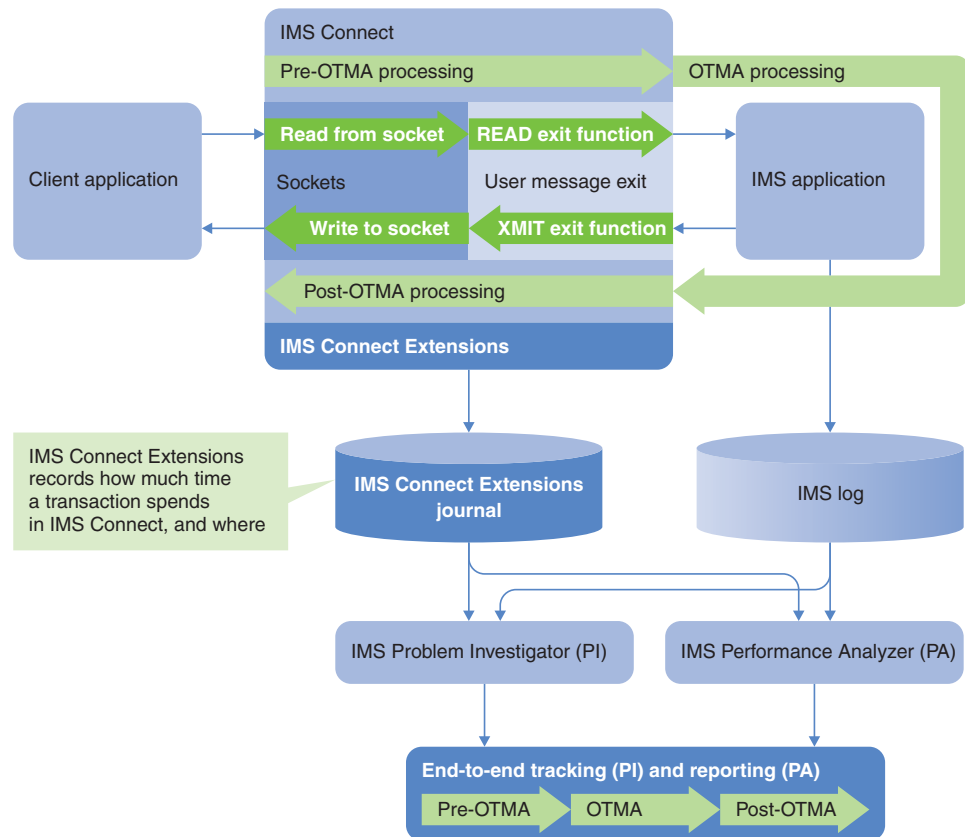 IMS Connect
Pre-OTMA processing
OTMA processing
Client application
Read from socket
READ exit function
Sockets
User message exit
IMS application
Write to socket
XMIT exit function
Post-OTMA processing
IMS Connect Extensions
IMS Connect Extensions
records how much time
a transaction spends
in IMS Connect, and where
IMS Connect Extensions
journal
IMS log
IMS Problem Investigator (PI)
IMS Performance Analyzer (PA)
End-to-end tracking (PI) and reporting (PA)
Pre-OTMA
OTMA
Post-OTMA